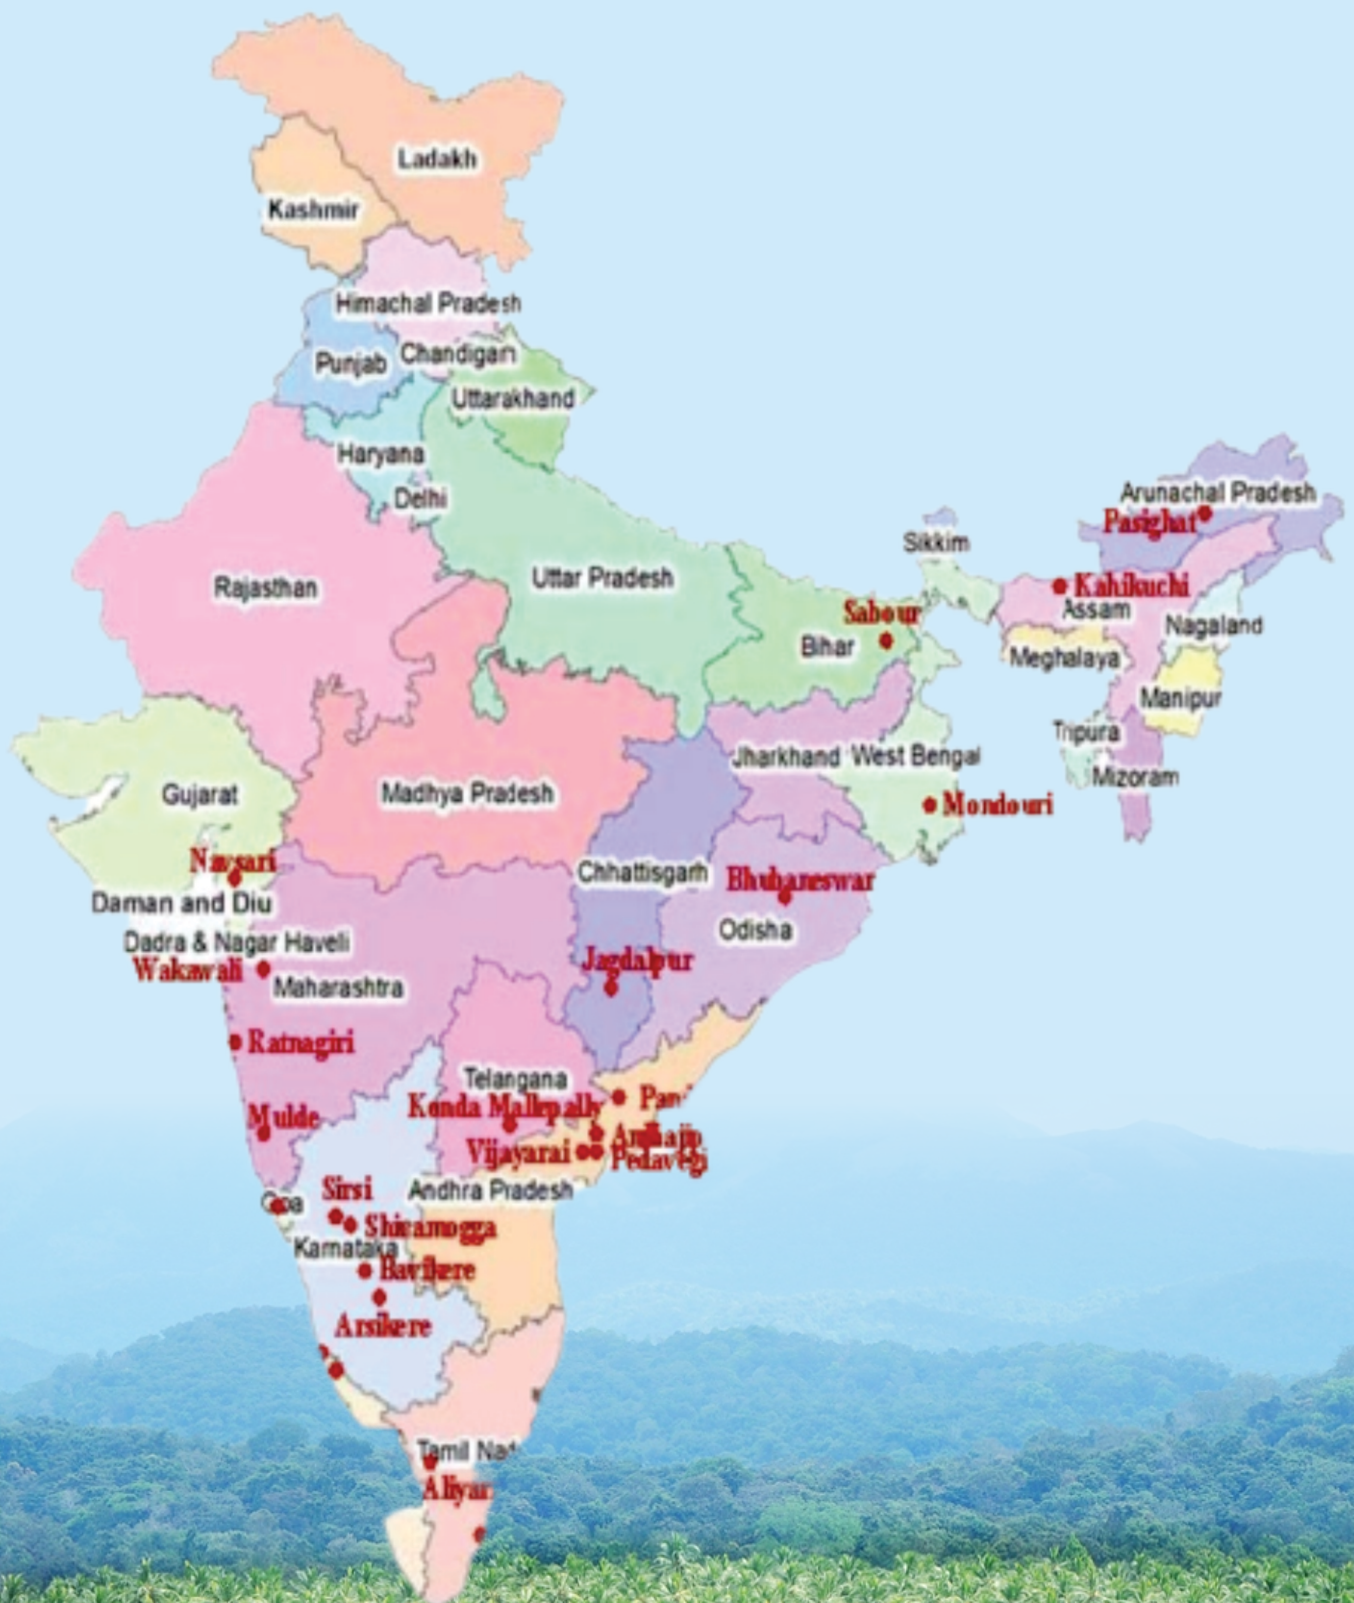 Ladakh
Kashmir
Himachal Pradesh
Punjab
Chandigarh
Uttarakhand
Haryana
Delhi
Arunachal Pradesh
Pasighat
Sikkim
Rajasthan
Uttar Pradesh
Kahikuchi
Assam
Sabour
Bihar
Nagaland
Meghalaya
Manipur
Tripura
Jharkhand
West Bengal
Mizoram
Gujarat
Madhya Pradesh
Mondouri
Navsari
Chhattisgarh
Bhubaneswar
Daman and Diu
Odisha
Dadra & Nagar Haveli
Jagdalpur
Wakawali
Maharashtra
Ratnagiri
Telangana
Konda Mallepally
Mulde
Vijayarai
Pedavegi
Andhra Pradesh
Sirsi
Goa
Shivamogga
Karnataka
Bavikere
Arsikere
Tamil